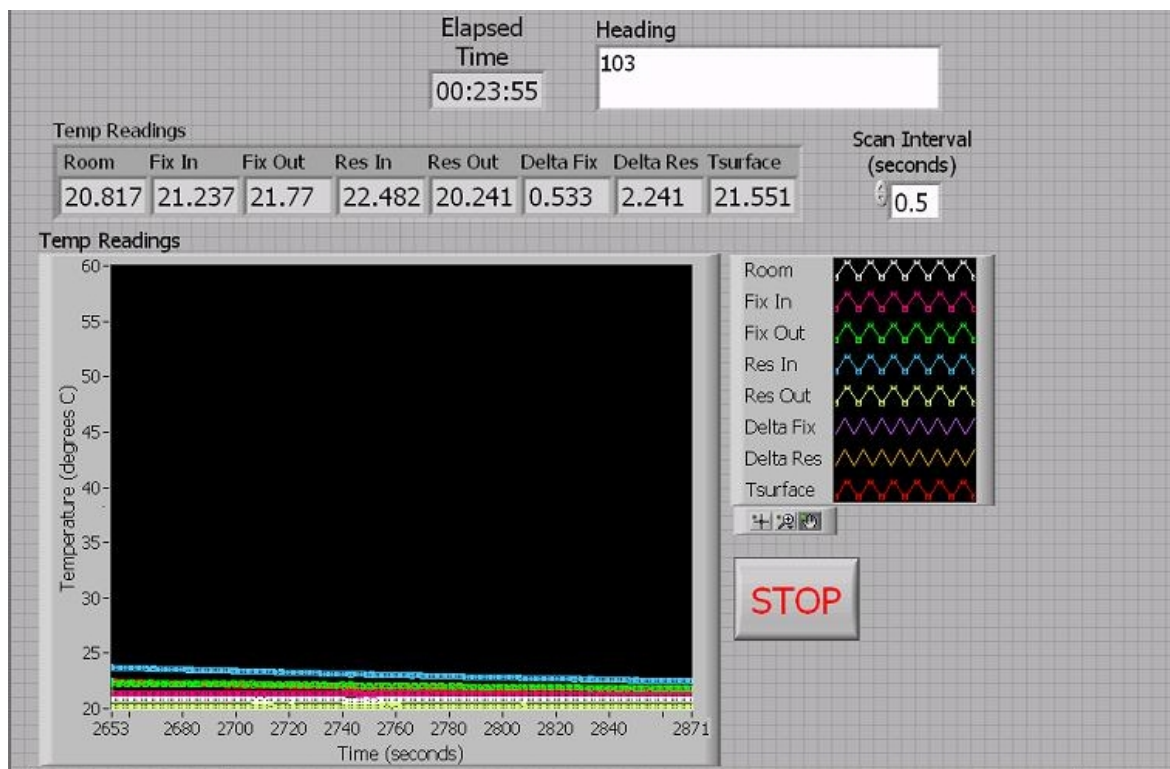 Elapsed
Time
00:23:55
Heading
103
Temp Readings
Room Fix In Fix Out Res In Res Out Delta Fix Delta Res Tsurface
20.817 21.237 21.77 22.482 20.241 0.533 2.241 21.551
Scan Interval
(seconds)
0.5
Temp Readings
Temperature (degrees C)
60
55
50
45
40
35
30
25
20
2653 2680 2700 2720 2740 2760 2780 2800 2820 2840 2871
Time (seconds)
Room
Fix In
Fix Out
Res In
Res Out
Delta Fix
Delta Res
Tsurface
STOP